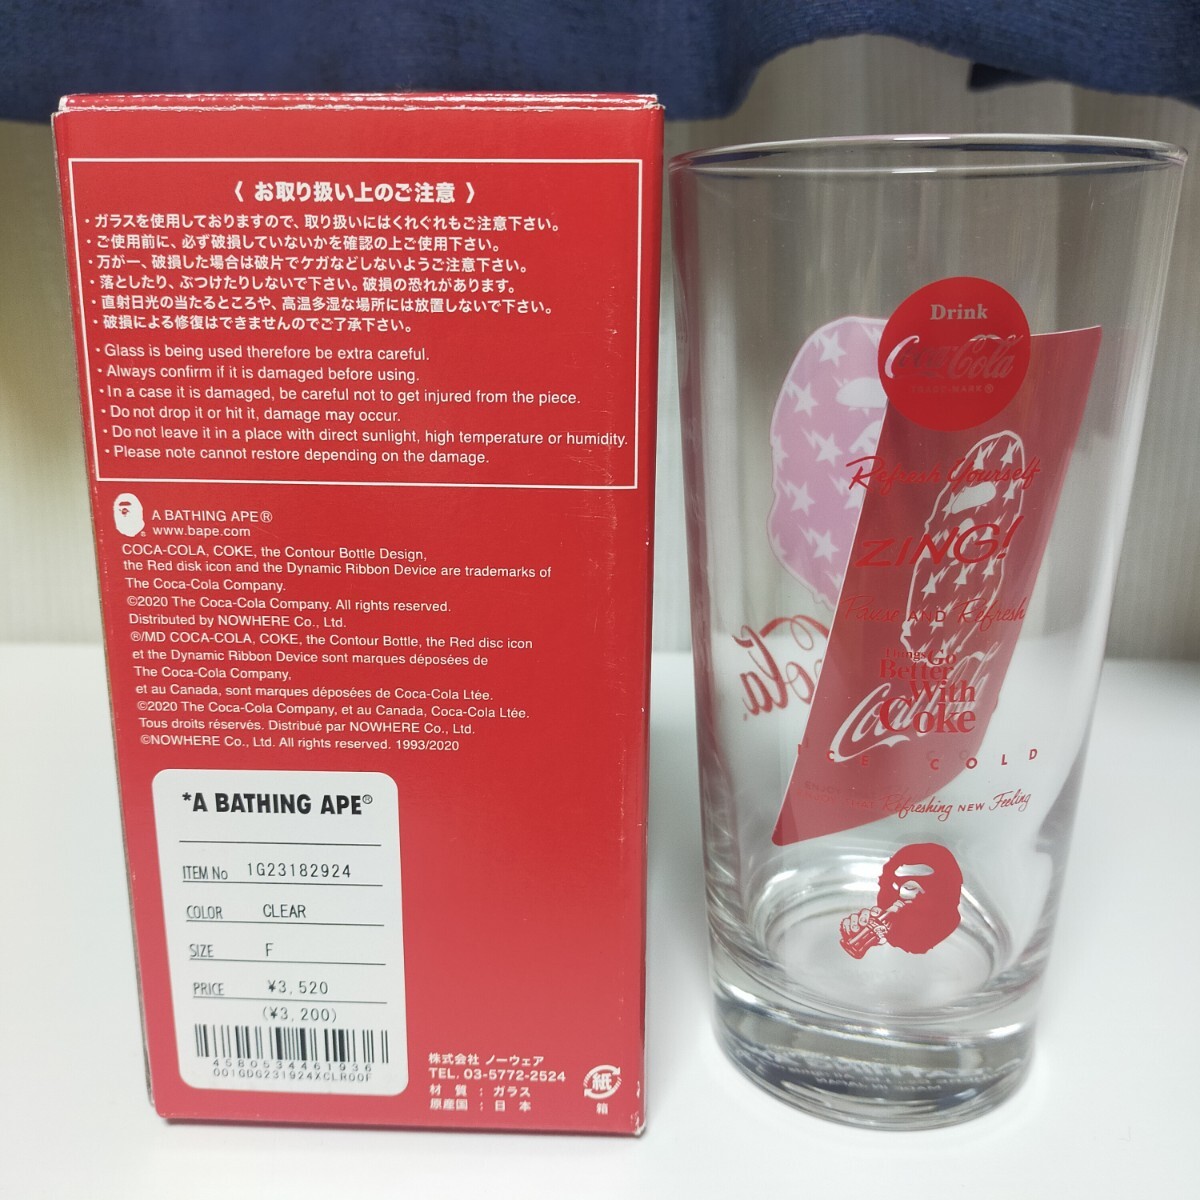 〈 お取り扱い上のご注意 〉
・ガラスを使用しておりますので、取り扱いにはくれぐれもご注意下さい。
・ご使用前に、必ず破損していないかを確認の上ご使用下さい。
・万が一、破損した場合は破片でケガなどしないようご注意下さい。
・落としたり、ぶつけたりしないで下さい。破損の恐れがあります。
・直射日光の当たるところや、高温多湿な場所には放置しないで下さい。
・破損による修復はできませんのでご了承下さい。
・Glass is being used therefore be extra careful.
・Always confirm if it is damaged before using.
・In a case it is damaged, be careful not to get injured from the piece.
・Do not drop it or hit it, damage may occur.
・Do not leave it in a place with direct sunlight, high temperature or humidity.
・Please note cannot restore depending on the damage.
A BATHING APE®
www.bape.com
COCA-COLA, COKE, the Contour Bottle Design,
the Red disk icon and the Dynamic Ribbon Device are trademarks of
The Coca-Cola Company.
©2020 The Coca-Cola Company. All rights reserved.
Distributed by NOWHERE Co., Ltd.
®/MD COCA-COLA, COKE, the Contour Bottle, the Red disc icon
et the Dynamic Ribbon Device sont marques déposées de
The Coca-Cola Company,
et au Canada, sont marques déposées de Coca-Cola Ltée.
©2020 The Coca-Cola Company, et au Canada, Coca-Cola Ltée.
Tous droits réservés. Distribué par NOWHERE Co., Ltd.
©NOWHERE Co., Ltd. All rights reserved. 1993/2020
*A BATHING APE®
ITEM No 1G23182924
COLOR CLEAR
SIZE F
PRICE ¥3,520
(¥3,200)
4580534461936
001GDG231924XCLR00F
株式会社 ノーウェア
TEL. 03-5772-2524
材 質 : ガラス
原産国 : 日 本
紙
箱
Drink
Coca-Cola
TRADE-MARK ®
Refresh Yourself
ZING!
Pause AND Refresh
Things Go
Better
With
Coke
ICE COLD
Refreshing NEW Feeling